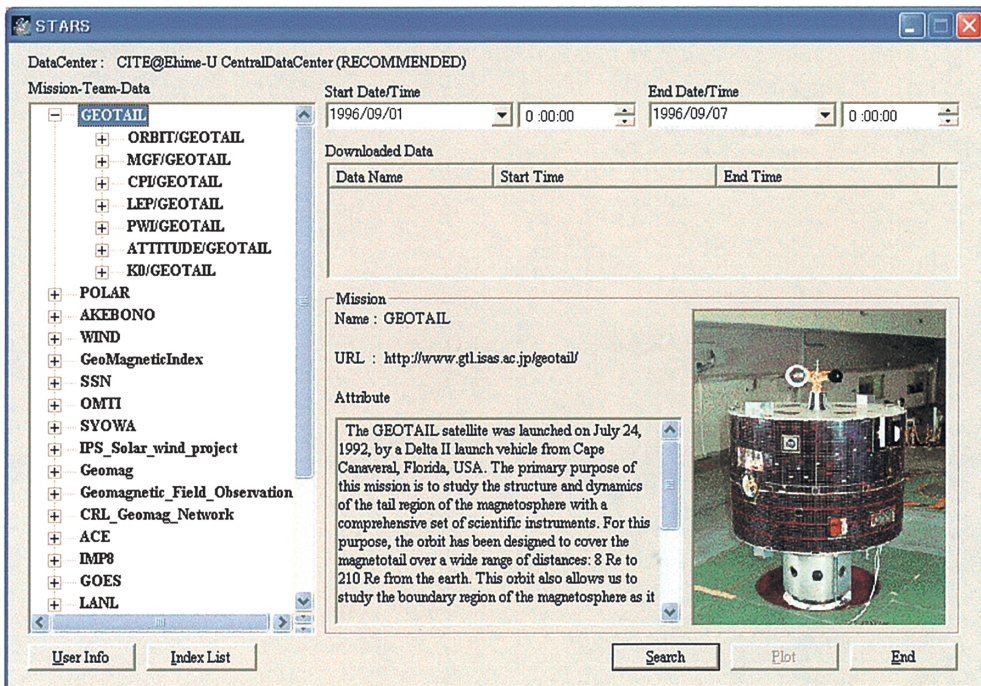 STARS
DataCenter : CITE@Ehime-U CentralDataCenter (RECOMMENDED)
Mission-Team-Data
GEOTAIL
ORBIT/GEOTAIL
MGF/GEOTAIL
CPI/GEOTAIL
LEP/GEOTAIL
PWI/GEOTAIL
ATTITUDE/GEOTAIL
K0/GEOTAIL
POLAR
AKEBONO
WIND
GeoMagneticIndex
SSN
OMTI
SYOWA
IPS_Solar_wind_project
Geomag
Geomagnetic_Field_Observation
CRL_Geomag_Network
ACE
IMP8
GOES
LANL
Start Date/Time
1996/09/01
0 :00:00
End Date/Time
1996/09/07
0 :00:00
Downloaded Data
Data Name
Start Time
End Time
Mission
Name : GEOTAIL
URL : http://www.gtl.isas.ac.jp/geotail/
Attribute
The GEOTAIL satellite was launched on July 24,
1992, by a Delta II launch vehicle from Cape
Canaveral, Florida, USA. The primary purpose of
this mission is to study the structure and dynamics
of the tail region of the magnetosphere with a
comprehensive set of scientific instruments. For this
purpose, the orbit has been designed to cover the
magnetotail over a wide range of distances: 8 Re to
210 Re from the earth. This orbit also allows us to
study the boundary region of the magnetosphere as it
User Info
Index List
Search
Plot
End